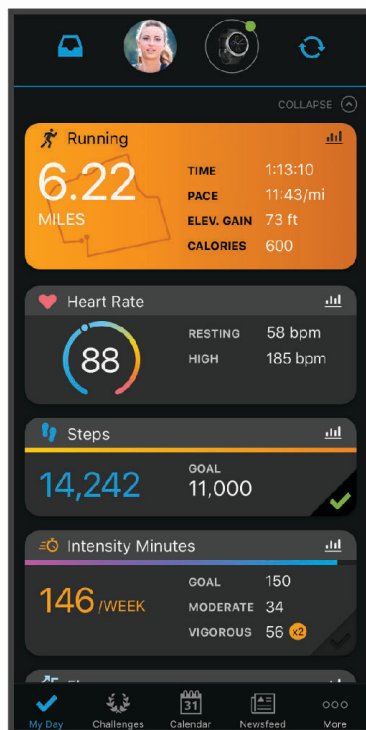 COLLAPSE
Running
6.22
MILES
TIME 1:13:10
PACE 11:43/mi
ELEV. GAIN 73 ft
CALORIES 600
Heart Rate
88
RESTING 58 bpm
HIGH 185 bpm
Steps
14,242
GOAL
11,000
Intensity Minutes
146 /WEEK
GOAL 150
MODERATE 34
VIGOROUS 56 x2
31
My Day Challenges Calendar Newsfeed More